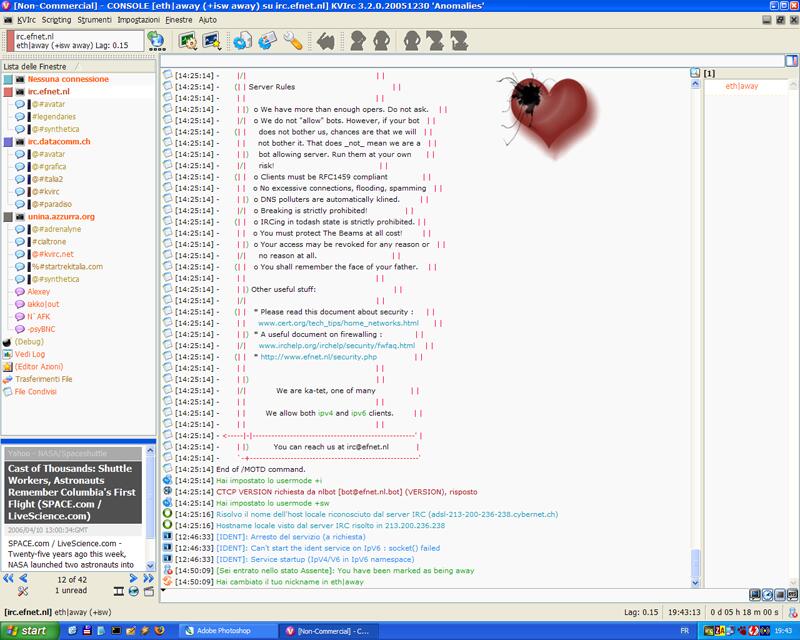 [Non-Commercial] - CONSOLE [eth|away (+isw away) su irc.efnet.nl] KVIrc 3.2.0.20051230 'Anomalies'
KVIrc Scripting Strumenti Impostazioni Finestre Aiuto
irc.efnet.nl
eth|away (+isw away) Lag: 0.15
Lista delle Finestre
Nessuna connessione
irc.efnet.nl
@#avatar
#legendaries
@#synthetica
irc.datacomm.ch
@#avatar
@#grafica
@#italia2
@#kvirc
@#paradiso
unina.azzurra.org
@#adrenalyne
#cialtrone
@#kvirc.net
%#startrekitalia.com
@#synthetica
Alexey
iakko|out
N`AFK
-psyBNC
(Debug)
Vedi Log
(Editor Azioni)
Trasferimenti File
File Condivisi
Yahoo - NASA/Spaceshuttle
Cast of Thousands: Shuttle
Workers, Astronauts
Remember Columbia's First
Flight (SPACE.com /
LiveScience.com)
2006/04/10 13:00:34GMT
SPACE.com / LiveScience.com -
Twenty-five years ago this week,
NASA launched two astronauts into
12 of 42
1 unread
[14:25:14] - |/| | |
[14:25:14] - (| | Server Rules | |
[14:25:14] - | | | |
[14:25:14] - | |) o We have more than enough opers. Do not ask. | |
[14:25:14] - |/| o We do not "allow" bots. However, if your bot | |
[14:25:14] - (| | does not bother us, chances are that we will | |
[14:25:14] - | | not bother it. That does _not_ mean we are a | |
[14:25:14] - | |) bot allowing server. Run them at your own | |
[14:25:14] - |/| risk! | |
[14:25:14] - (| | o Clients must be RFC1459 compliant | |
[14:25:14] - | | o No excessive connections, flooding, spamming | |
[14:25:14] - | |) o DNS polluters are automatically klined. | |
[14:25:14] - |/| o Breaking is strictly prohibited! | |
[14:25:14] - (| | o IRCing in todash state is strictly prohibited. | |
[14:25:14] - | | o You must protect The Beams at all cost! | |
[14:25:14] - | |) o Your access may be revoked for any reason or | |
[14:25:14] - |/| no reason at all. | |
[14:25:14] - (| | o You shall remember the face of your father. | |
[14:25:14] - | | | |
[14:25:14] - | |) Other useful stuff: | |
[14:25:14] - |/| | |
[14:25:14] - (| | * Please read this document about security : | |
[14:25:14] - | | www.cert.org/tech_tips/home_networks.html | |
[14:25:14] - | |) * A useful document on firewalling : | |
[14:25:14] - |/| www.irchelp.org/irchelp/security/fwfaq.html | |
[14:25:14] - (| | * http://www.efnet.nl/security.php | |
[14:25:14] - | | | |
[14:25:14] - | |) | |
[14:25:14] - |/| We are ka-tet, one of many | |
[14:25:14] - (| | | |
[14:25:14] - |/| We allow both ipv4 and ipv6 clients. | |
[14:25:14] - | | | |
[14:25:14] - <-----|-|------------------------------------------' |
[14:25:14] - | |) You can reach us at irc@efnet.nl |
[14:25:14] - `-+-------------------------------------------'
[14:25:14] End of /MOTD command.
[14:25:14] Hai impostato lo usermode +i
[14:25:14] CTCP VERSION richiesta da nlbot [bot@efnet.nl.bot] (VERSION), risposto
[14:25:14] Hai impostato lo usermode +sw
[14:25:16] Risolvo il nome dell'host locale riconosciuto dal server IRC (adsl-213-200-236-238.cybernet.ch)
[14:25:16] Hostname locale visto dal server IRC risolto in 213.200.236.238
[12:46:33] [IDENT]: Arresto del servizio (a richiesta)
[12:46:33] [IDENT]: Can't start the ident service on IpV6 : socket() failed
[12:46:33] [IDENT]: Service startup (IpV4/V6 in IpV6 namespace)
[14:50:09] [Sei entrato nello stato Assente]: You have been marked as being away
[14:50:09] Hai cambiato il tuo nickname in eth|away
[1]
eth|away
[irc.efnet.nl] eth|away (+isw)
Lag: 0.15
19:43:13
0 d 05 h 18 m 00 s
start
Adobe Photoshop
[Non-Commercial] - C...
FR
19:43